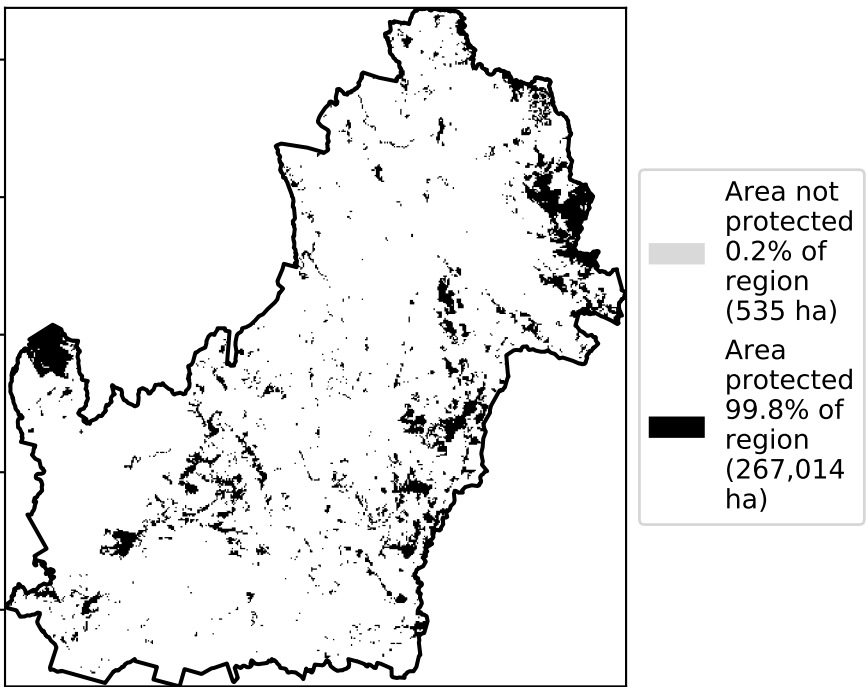 Area not
protected
0.2% of
region
(535 ha)
Area
protected
99.8% of
region
(267,014
ha)